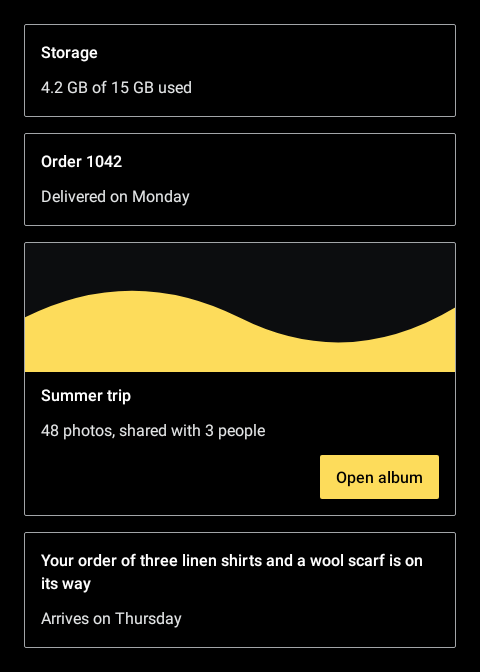 Storage
4.2 GB of 15 GB used
Order 1042
Delivered on Monday
Summer trip
48 photos, shared with 3 people
Open album
Your order of three linen shirts and a wool scarf is on
its way
Arrives on Thursday